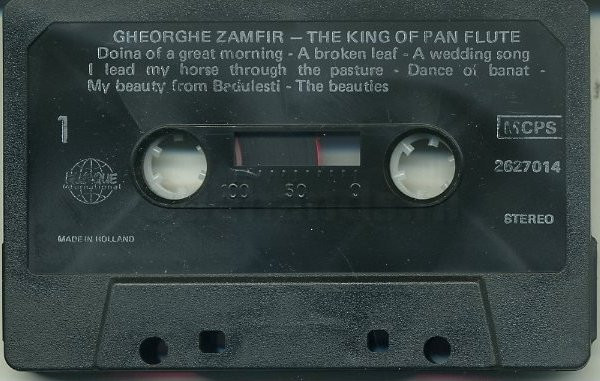 GHEORGHE ZAMFIR – THE KING OF PAN FLUTE
Doina of a great morning - A broken leaf - A wedding song
I lead my horse through the pasture - Dance of banat -
My beauty from Badulesti - The beauties
1
MCPS
2627014
International
100 50 0
STEREO
MADE IN HOLLAND